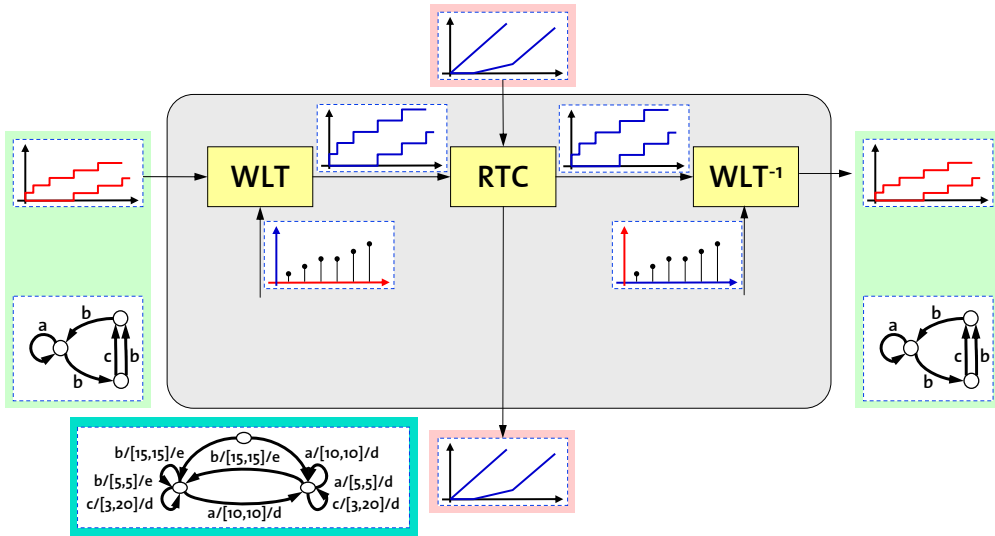 WLT
RTC
WLT-1
a
b
c
b
b
a
b
c
b
b
b/[15,15]/e
b/[15,15]/e
a/[10,10]/d
b/[5,5]/e
a/[5,5]/d
c/[3,20]/d
c/[3,20]/d
a/[10,10]/d